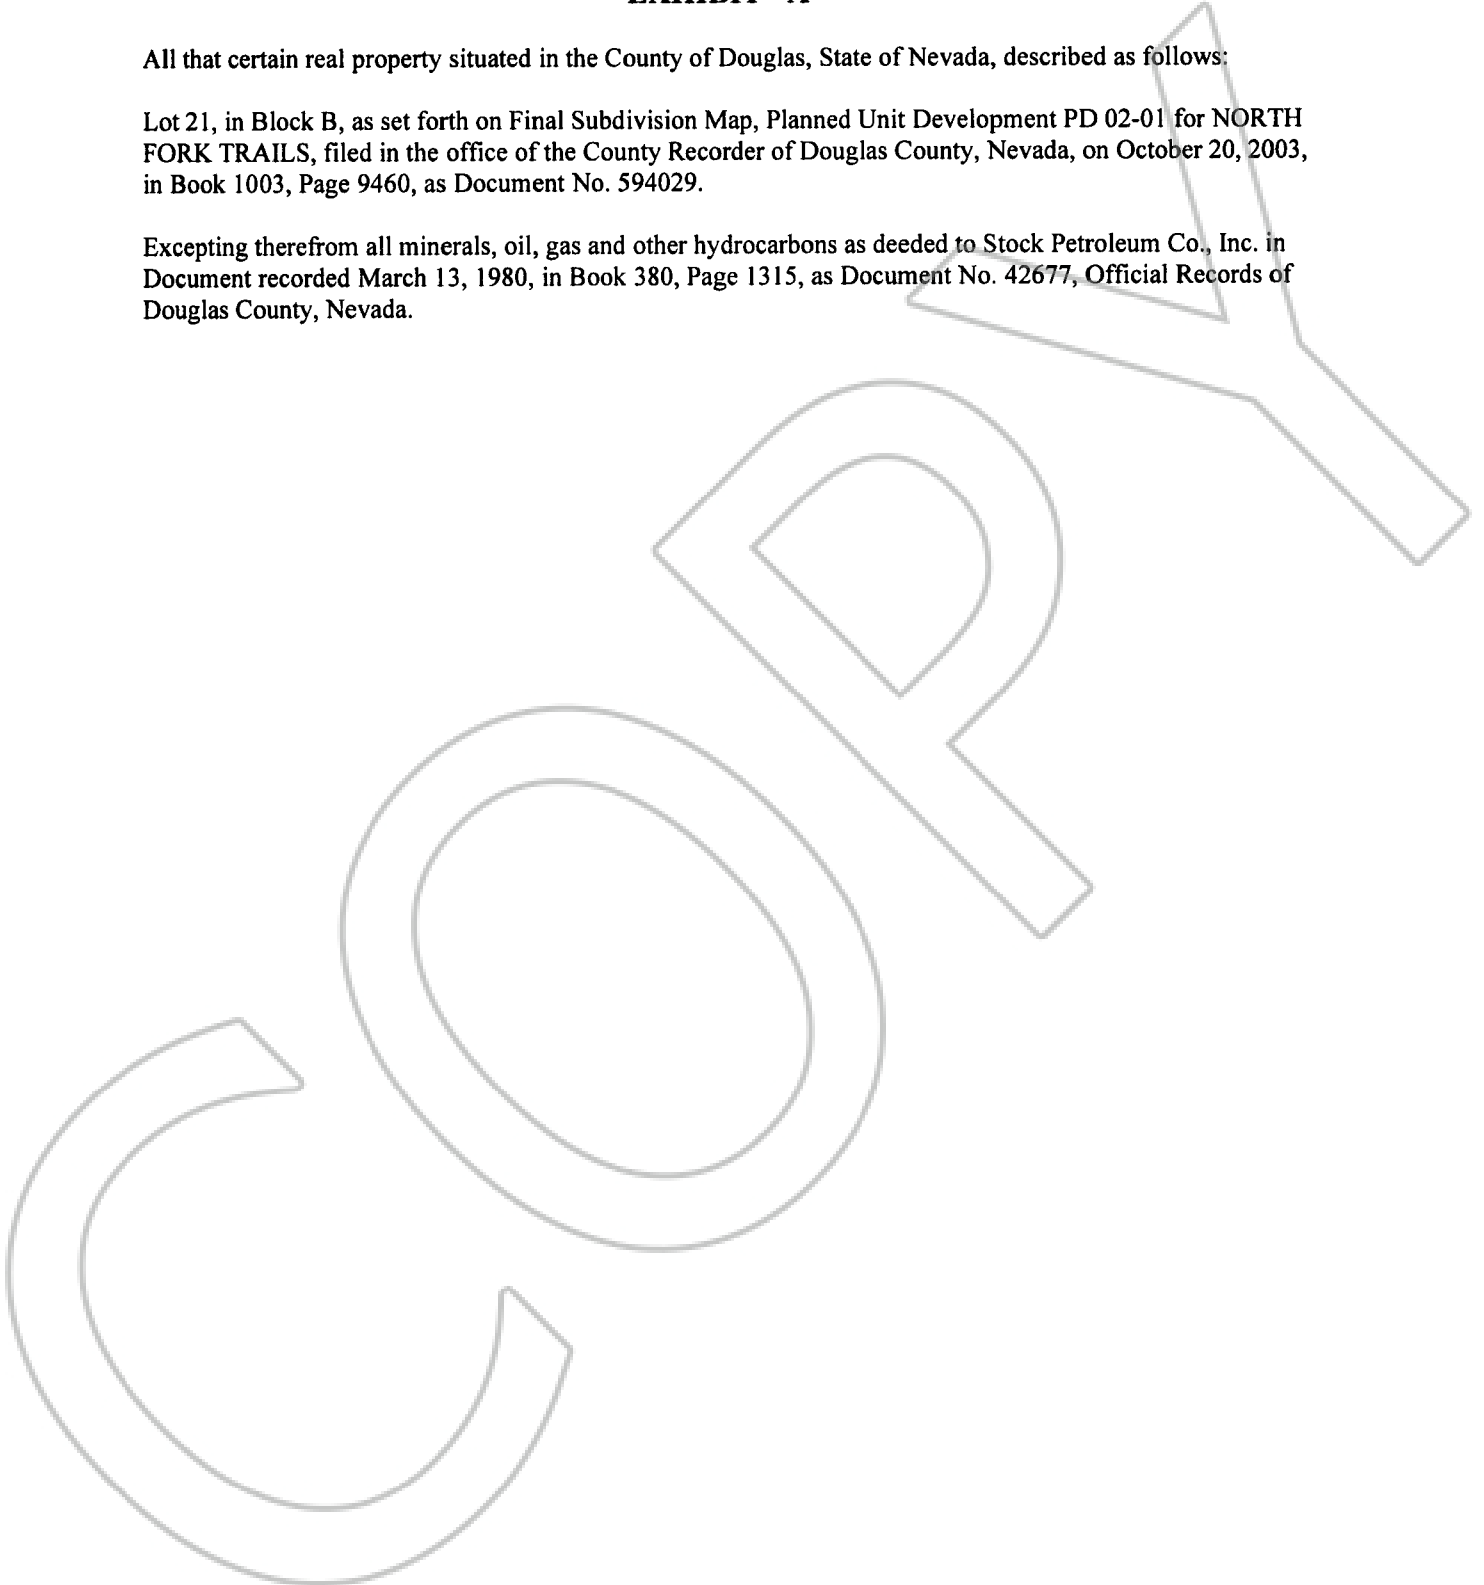 EXHIBIT "A"
All that certain real property situated in the County of Douglas, State of Nevada, described as follows:
Lot 21, in Block B, as set forth on Final Subdivision Map, Planned Unit Development PD 02-01 for NORTH
FORK TRAILS, filed in the office of the County Recorder of Douglas County, Nevada, on October 20, 2003,
in Book 1003, Page 9460, as Document No. 594029.
Excepting therefrom all minerals, oil, gas and other hydrocarbons as deeded to Stock Petroleum Co., Inc. in
Document recorded March 13, 1980, in Book 380, Page 1315, as Document No. 42677, Official Records of
Douglas County, Nevada.
COPY